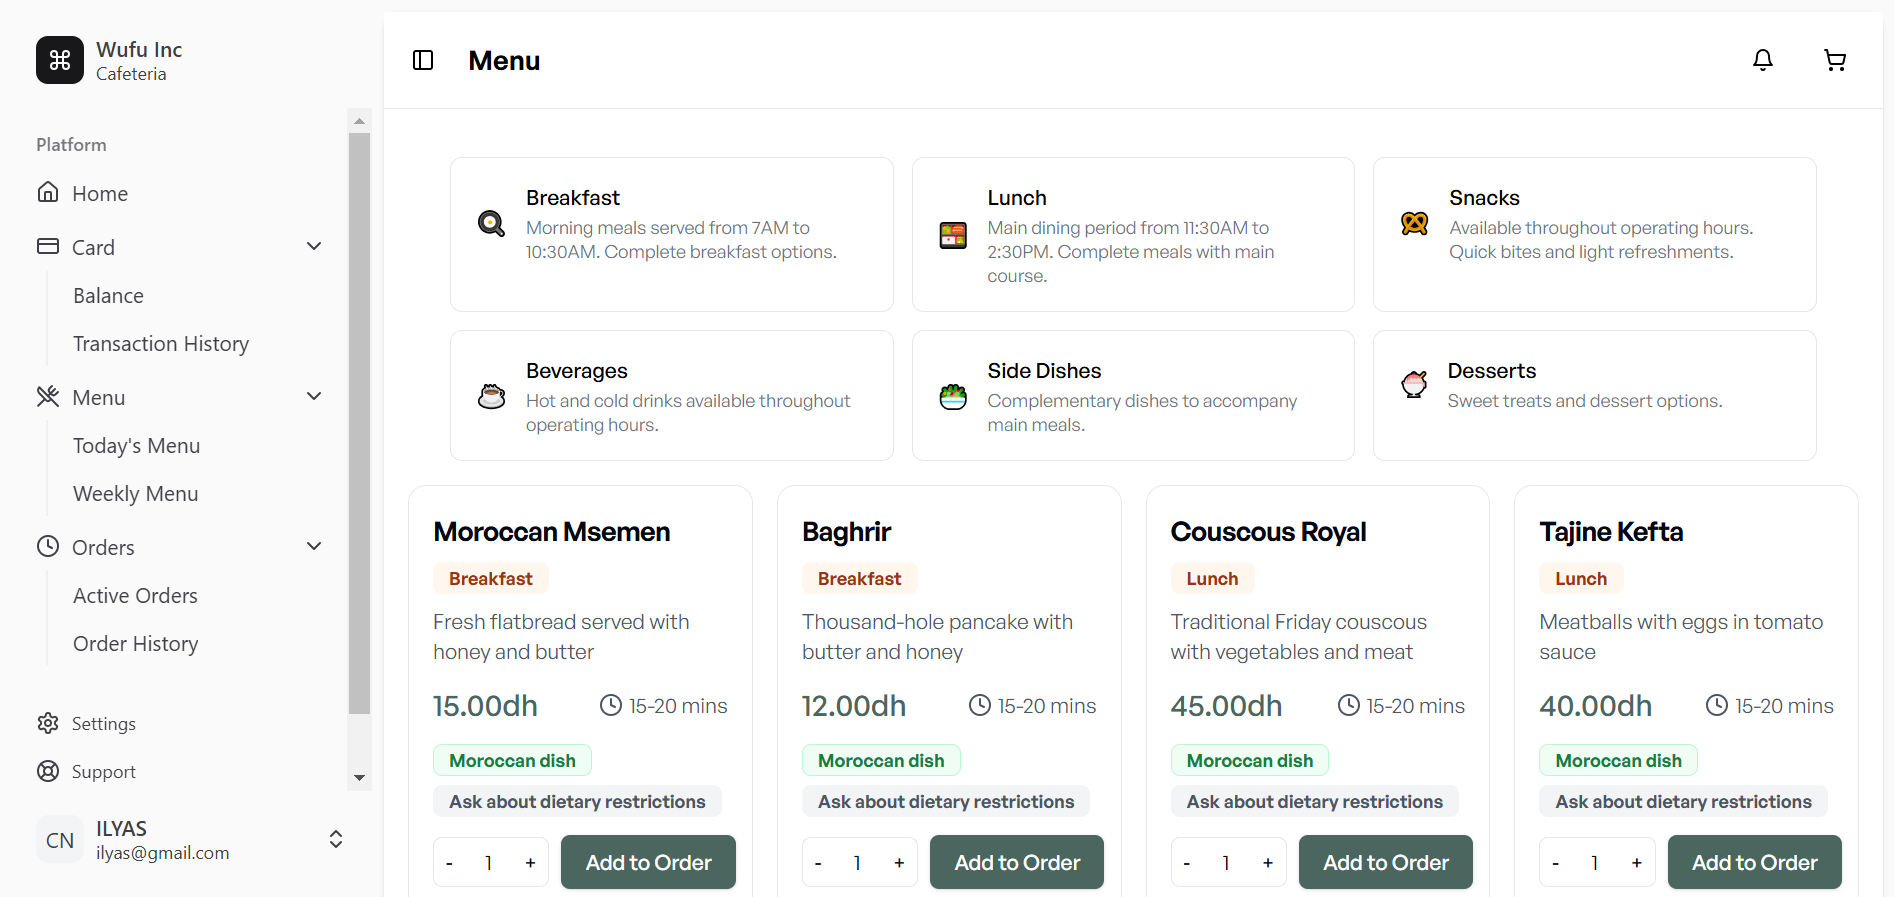 Wufu Inc
Cafeteria
Platform
Home
Card
Balance
Transaction History
Menu
Today's Menu
Weekly Menu
Orders
Active Orders
Order History
Settings
Support
CN
ILYAS
ilyas@gmail.com
Menu
Breakfast
Morning meals served from 7AM to
10:30AM. Complete breakfast options.
Lunch
Main dining period from 11:30AM to
2:30PM. Complete meals with main
course.
Snacks
Available throughout operating hours.
Quick bites and light refreshments.
Beverages
Hot and cold drinks available throughout
operating hours.
Side Dishes
Complementary dishes to accompany
main meals.
Desserts
Sweet treats and dessert options.
Moroccan Msemen
Breakfast
Fresh flatbread served with
honey and butter
15.00dh 15-20 mins
Moroccan dish
Ask about dietary restrictions
- 1 + Add to Order
Baghrir
Breakfast
Thousand-hole pancake with
butter and honey
12.00dh 15-20 mins
Moroccan dish
Ask about dietary restrictions
- 1 + Add to Order
Couscous Royal
Lunch
Traditional Friday couscous
with vegetables and meat
45.00dh 15-20 mins
Moroccan dish
Ask about dietary restrictions
- 1 + Add to Order
Tajine Kefta
Lunch
Meatballs with eggs in tomato
sauce
40.00dh 15-20 mins
Moroccan dish
Ask about dietary restrictions
- 1 + Add to Order